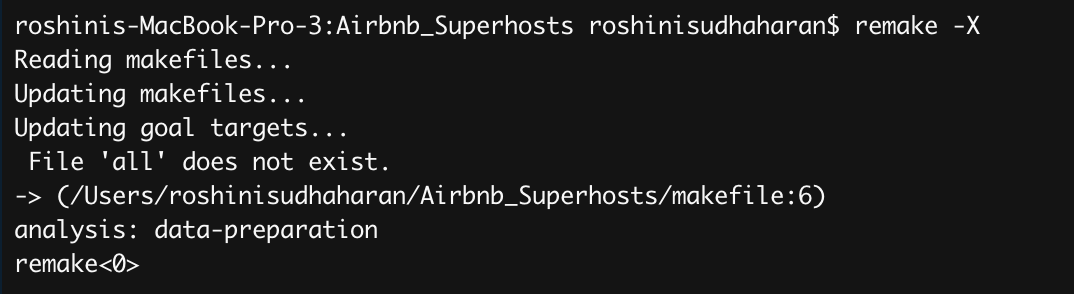 roshinis-MacBook-Pro-3:Airbnb_Superhosts roshinisudhaharan$ remake -X
Reading makefiles...
Updating makefiles...
Updating goal targets...
 File 'all' does not exist.
-> (/Users/roshinisudhaharan/Airbnb_Superhosts/makefile:6)
analysis: data-preparation
remake<0>